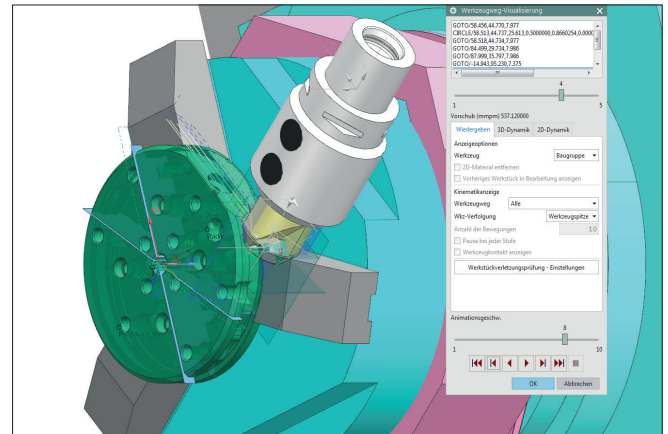 Werkzeugweg-Visualisierung
GOTO/58.456,44.770,7.977
CIRCLE/58.513,44.737,25.613,0.5000000,0.8660254,0.0000
GOTO/58.518,44.734,7.977
GOTO/84.499,29.734,7.986
GOTO/87.999,35.797,7.986
GOTO/-14.943,95.230,7.375
4
1 5
Vorschub (mmpm) 537.120000
Wiedergeben 3D-Dynamik 2D-Dynamik
Anzeigeoptionen
Werkzeug Baugruppe
2D-Material entfernen
Vorheriges Werkstück in Bearbeitung anzeigen
Kinematikanzeige
Werkzeugweg Alle
Wkz-Verfolgung Werkzeugspitze
Anzahl der Bewegungen 10
Pause bei jeder Stufe
Werkzeugkontakt anzeigen
Werkstückverletzungsprüfung - Einstellungen
Animationsgeschw.
8
1 10
OK Abbrechen